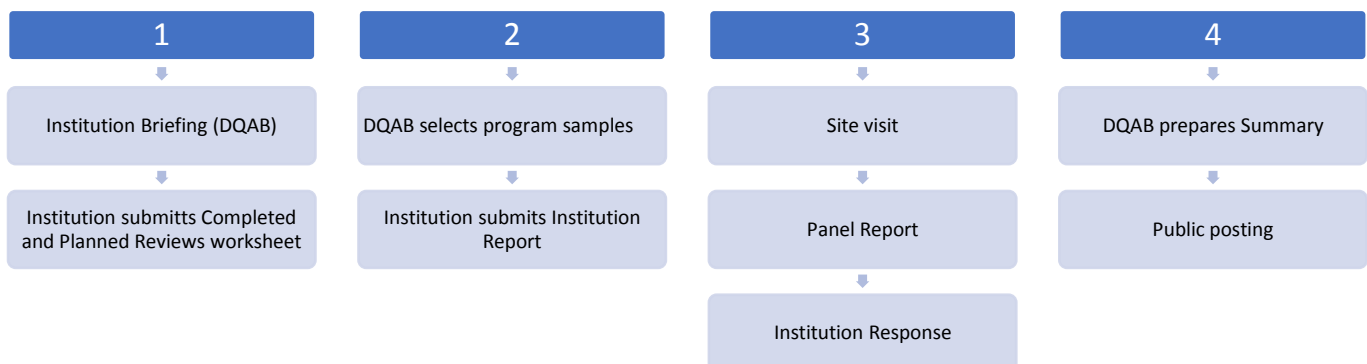 1
Institution Briefing (DQAB)
Institution submitts Completed
and Planned Reviews worksheet
2
DQAB selects program samples
Institution submits Institution
Report
3
Site visit
Panel Report
Institution Response
4
DQAB prepares Summary
Public posting